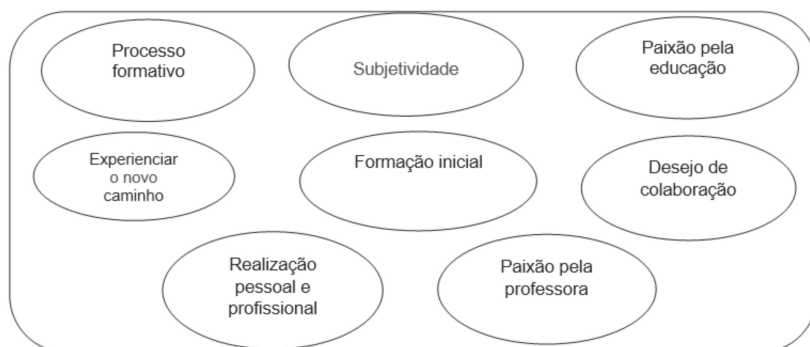 Processo
formativo
Subjetividade
Paixão pela
educação
Experienciar
o novo
caminho
Formação inicial
Desejo de
colaboração
Realização
pessoal e
profissional
Paixão pela
professora